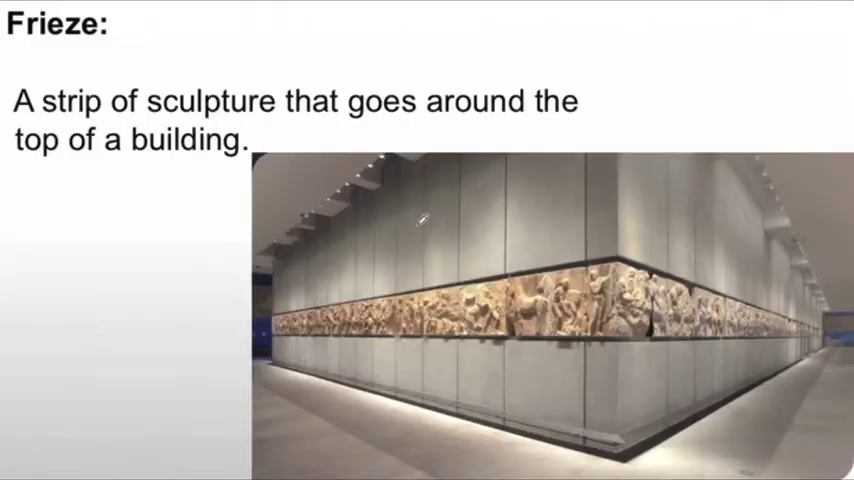 Frieze:
A strip of sculpture that goes around the
top of a building.